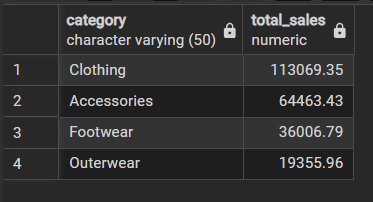 category total_sales
character varying (50) numeric
1 Clothing 113069.35
2 Accessories 64463.43
3 Footwear 36006.79
4 Outerwear 19355.96